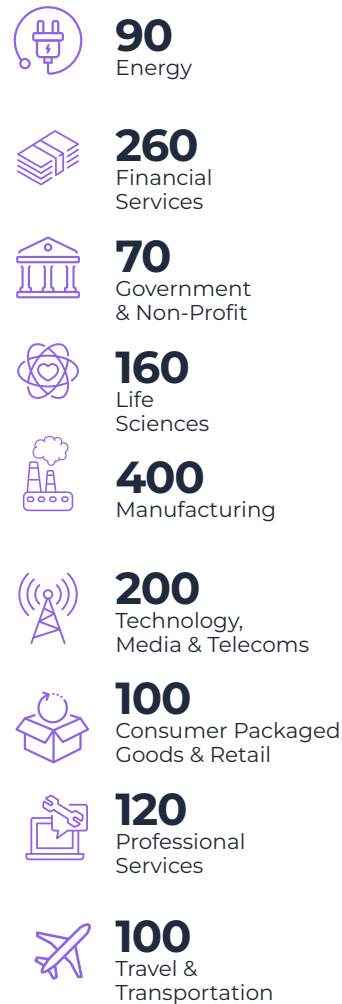 90
Energy
260
Financial
Services
70
Government
& Non-Profit
160
Life
Sciences
400
Manufacturing
200
Technology,
Media & Telecoms
100
Consumer Packaged
Goods & Retail
120
Professional
Services
100
Travel &
Transportation